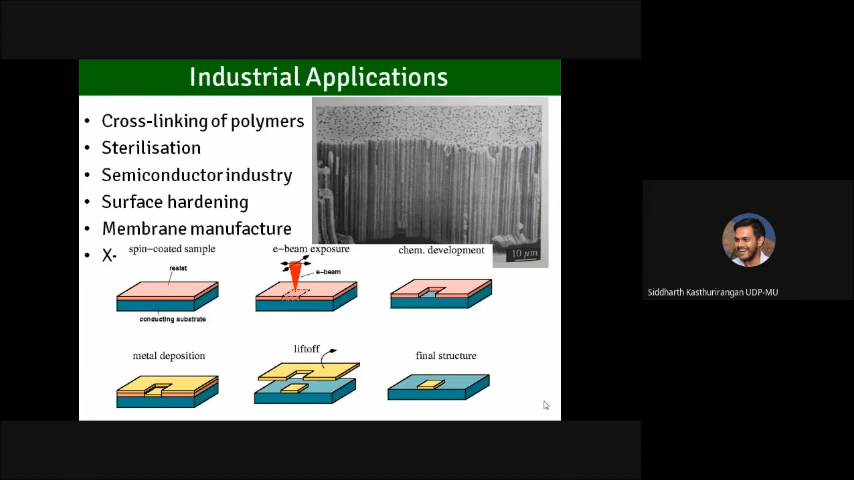 Industrial Applications
• Cross-linking of polymers
• Sterilisation
• Semiconductor industry
• Surface hardening
• Membrane manufacture
• X-
10 μm
spin-coated sample
e-beam exposure
chem. development
resist
e-beam
conducting substrate
metal deposition
liftoff
final structure
Siddharth Kasthurirangan UDP-MU